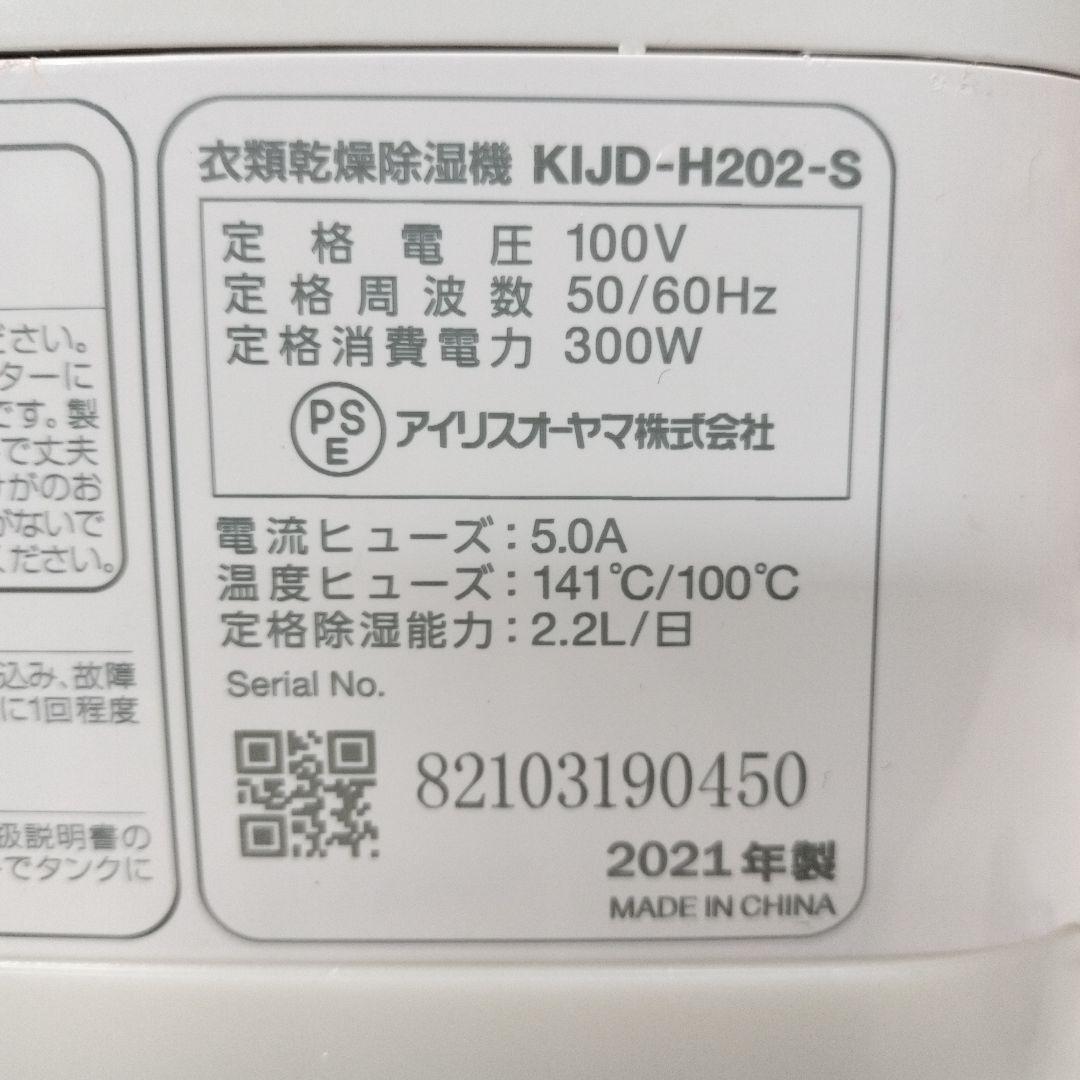 ださい。
ターに
です。製
で丈夫
けがのお
がないで
ください。
込み、故障
に1回程度
扱説明書の
でタンクに
衣類乾燥除湿機 KIJD-H202-S
定格電圧 100V
定格周波数 50/60Hz
定格消費電力 300W
PSE アイリスオーヤマ株式会社
電流ヒューズ：5.0A
温度ヒューズ：141℃/100℃
定格除湿能力：2.2L/日
Serial No.
82103190450
2021年製
MADE IN CHINA